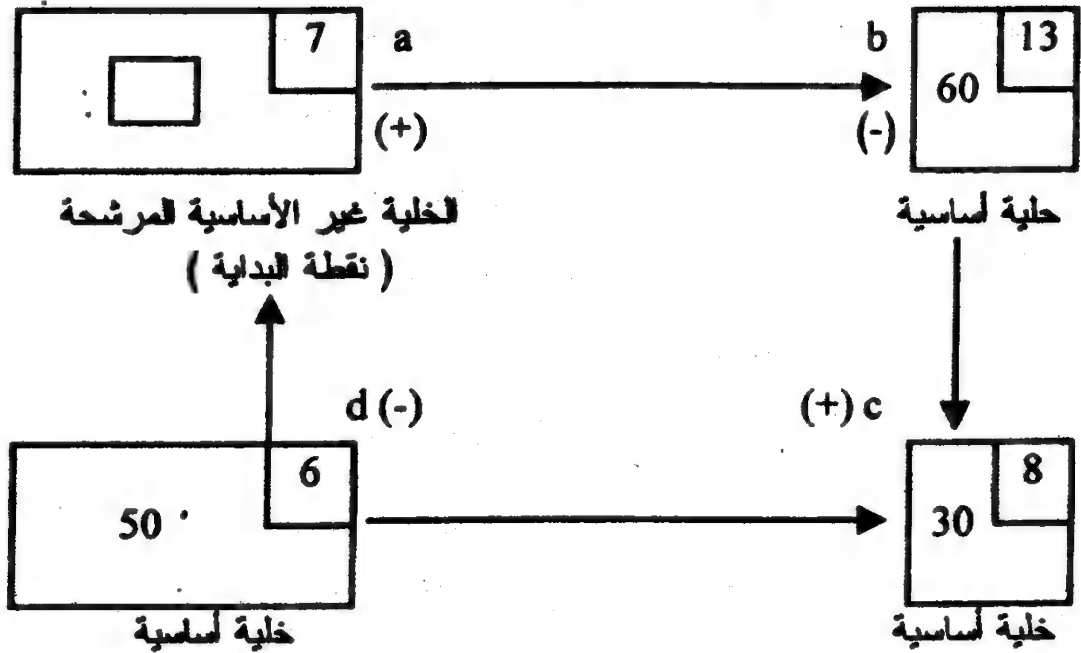 7 a b 13
60
(+) (-)
الخلية غير الأساسية المرشحة
( نقطة البداية )
حلية أساسية
d (-) (+) c
6 8
50 30
خلية أساسية خلية أساسية